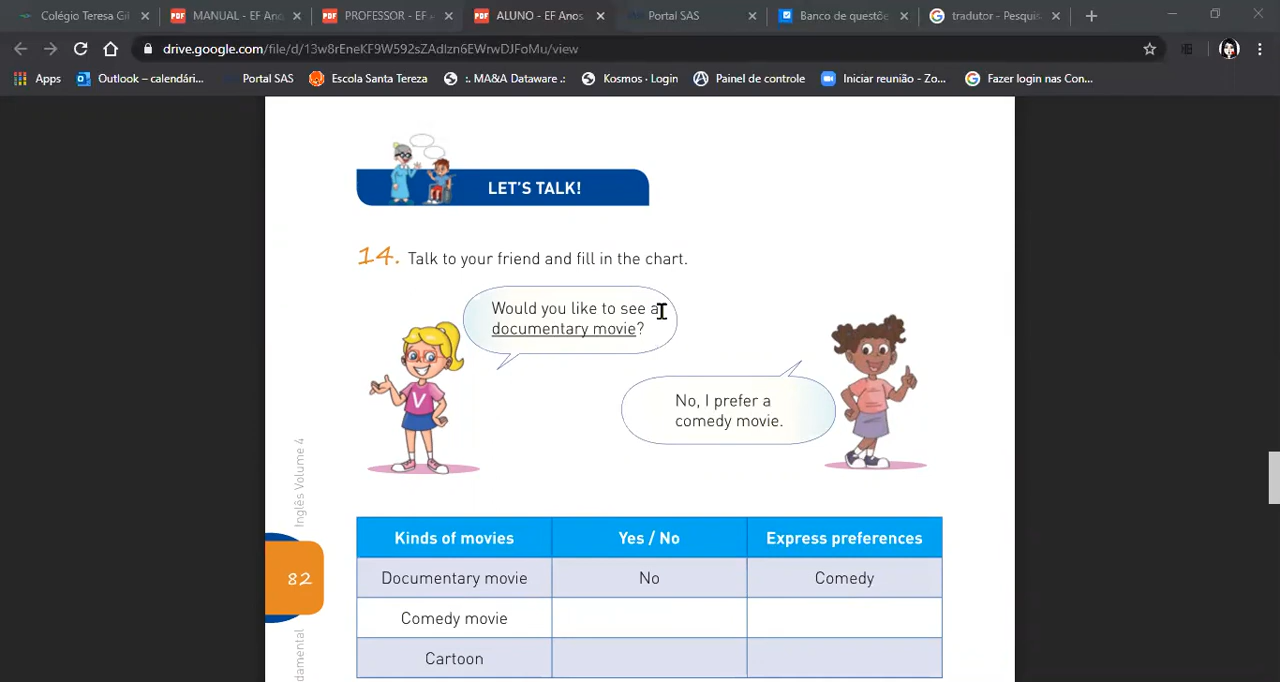 Colégio Teresa Gil
MANUAL - EF Ano
PROFESSOR - EF
ALUNO - EF Anos
Portal SAS
Banco de questõe
tradutor - Pesquis
drive.google.com/file/d/13w8rEneKF9W592sZAdlzn6EWrwDJFoMu/view
Apps
Outlook – calendári...
Portal SAS
Escola Santa Tereza
:. MA&A Dataware .:
Kosmos · Login
Painel de controle
Iniciar reunião - Zo...
Fazer login nas Con...
LET'S TALK!
14. Talk to your friend and fill in the chart.
Would you like to see a
documentary movie?
No, I prefer a
comedy movie.
V
Inglês Volume 4
82
damental
Kinds of movies Yes / No Express preferences
Documentary movie No Comedy
Comedy movie
Cartoon